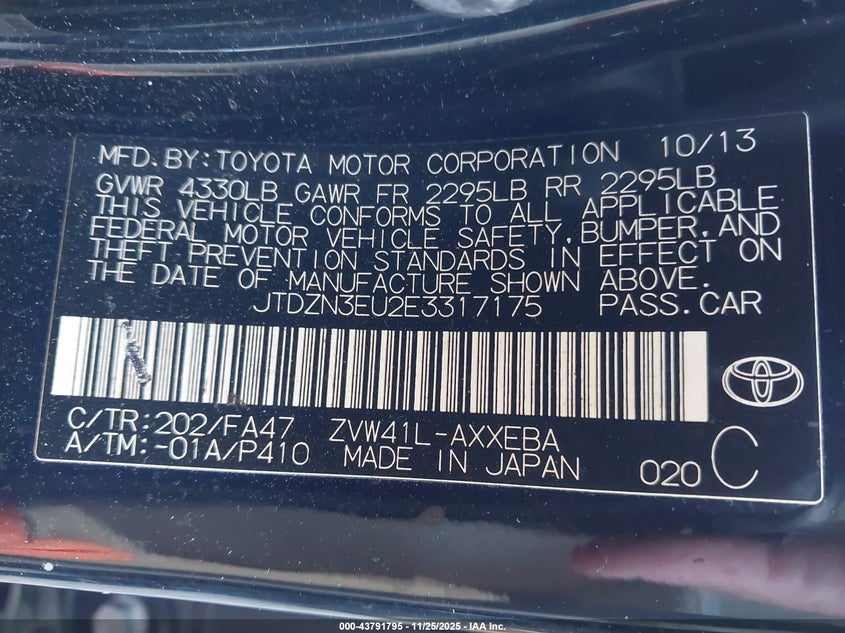 MFD. BY: TOYOTA MOTOR CORPORATION 10/13
GVWR 4330LB GAWR FR 2295LB RR 2295LB
THIS VEHICLE CONFORMS TO ALL APPLICABLE
FEDERAL MOTOR VEHICLE SAFETY, BUMPER, AND
THEFT PREVENTION STANDARDS IN EFFECT ON
THE DATE OF MANUFACTURE SHOWN ABOVE.
JTDZN3EU2E3317175 PASS. CAR
C/TR: 202/FA47 ZVW41L-AXXEBA
A/TM: -01A/P410 MADE IN JAPAN 020 C
000-43791795 - 11/25/2025 - IAA Inc.